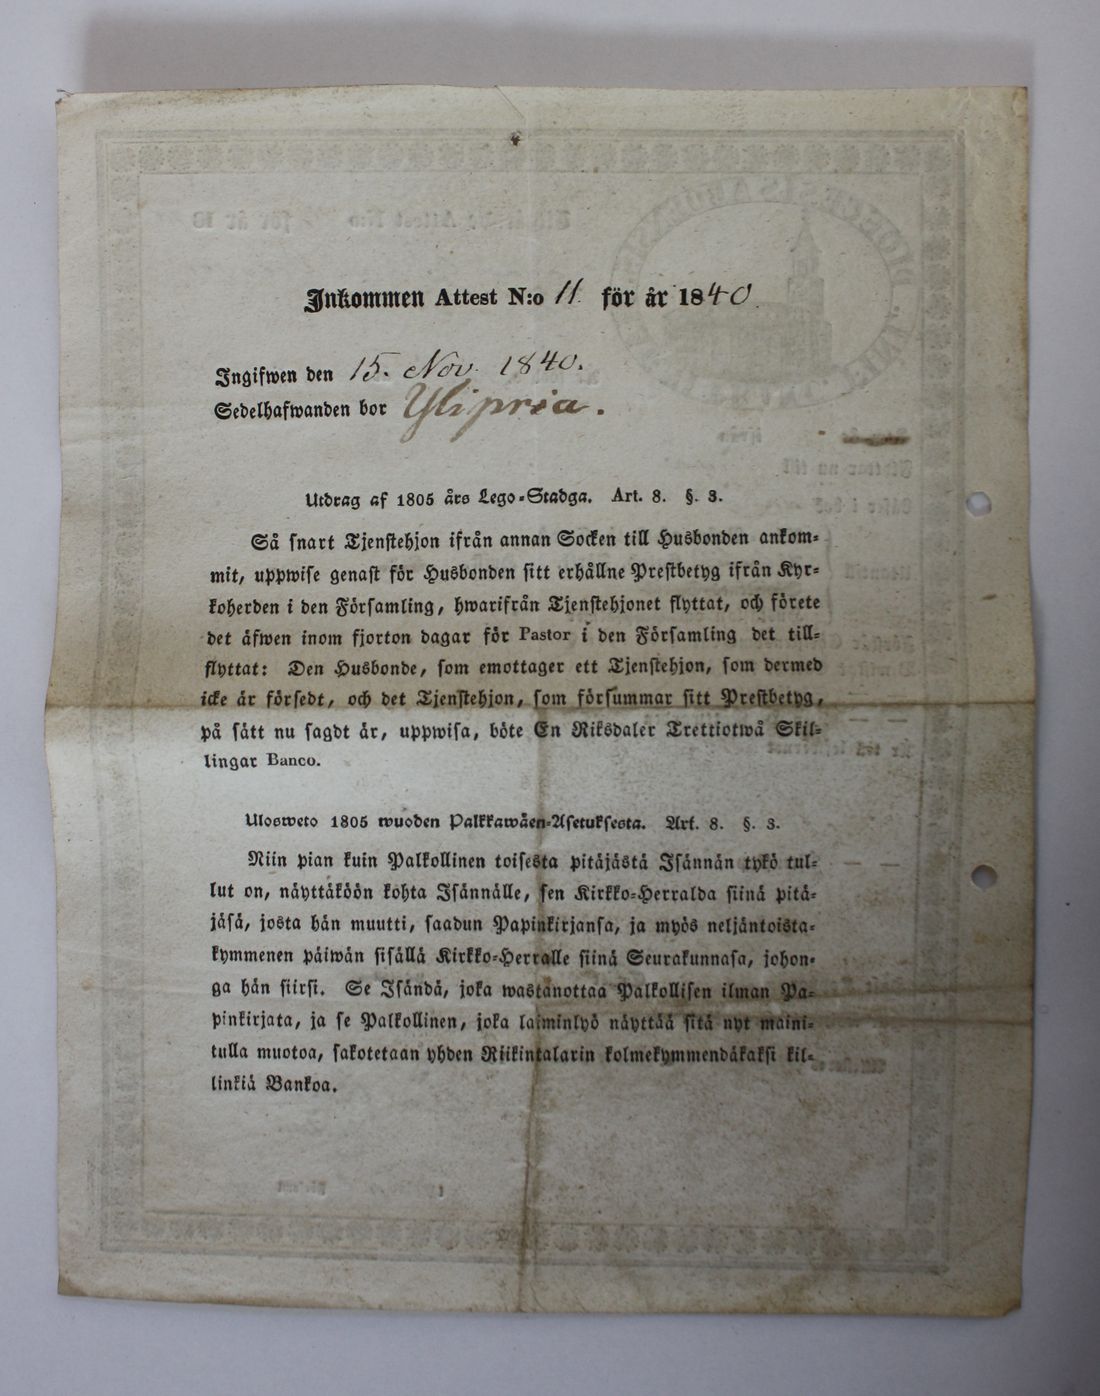 Inkommen Attest N:o 11 för år 1840
Ingifwen den 15. Nov. 1840.
Sedelhafwanden bor Ylipria.
Utdrag af 1805 års Lego-Stadga. Art. 8. §. 3.
Så snart Tjenstehjon ifrån annan Socken till Husbonden ankom-
mit, uppwise genast för Husbonden sitt erhållne Prestbetyg ifrån Kyr-
koherden i den Församling, hwarifrån Tjenstehjonet flyttat, och förete
det äfwen inom fjorton dagar för Pastor i den Församling det till-
flyttat: Den Husbonde, som emottager ett Tjenstehjon, som dermed
icke är försedt, och det Tjenstehjon, som försummar sitt Prestbetyg,
på sätt nu sagdt är, uppwisa, böte En Riksdaler Trettiotwå Skil-
lingar Banco.
Ulosweto 1805 wuoden Palkkawäen-Asetuksesta. Art. 8. §. 3.
Niin pian kuin Palkollinen toisesta pitäjästä Isännän tykö tul-
lut on, näyttäköön kohta Isännälle, sen Kirkko-Herralda siinä pitä-
jäsä, josta hän muutti, saadun Papinkirjansa, ja myös neljäntoista-
kymmenen päiwän sisällä Kirkko-Herralle siinä Seurakunnasa, johon-
ga hän siirsi. Se Isändä, joka wastanottaa Palkollisen ilman Pa-
pinkirjata, ja se Palkollinen, joka laiminlyö näyttää sitä nyt maini-
tulla muotoa, sakotetaan yhden Riikintalarin kolmekymmendäkaksi kil-
linkiä Bankoa.